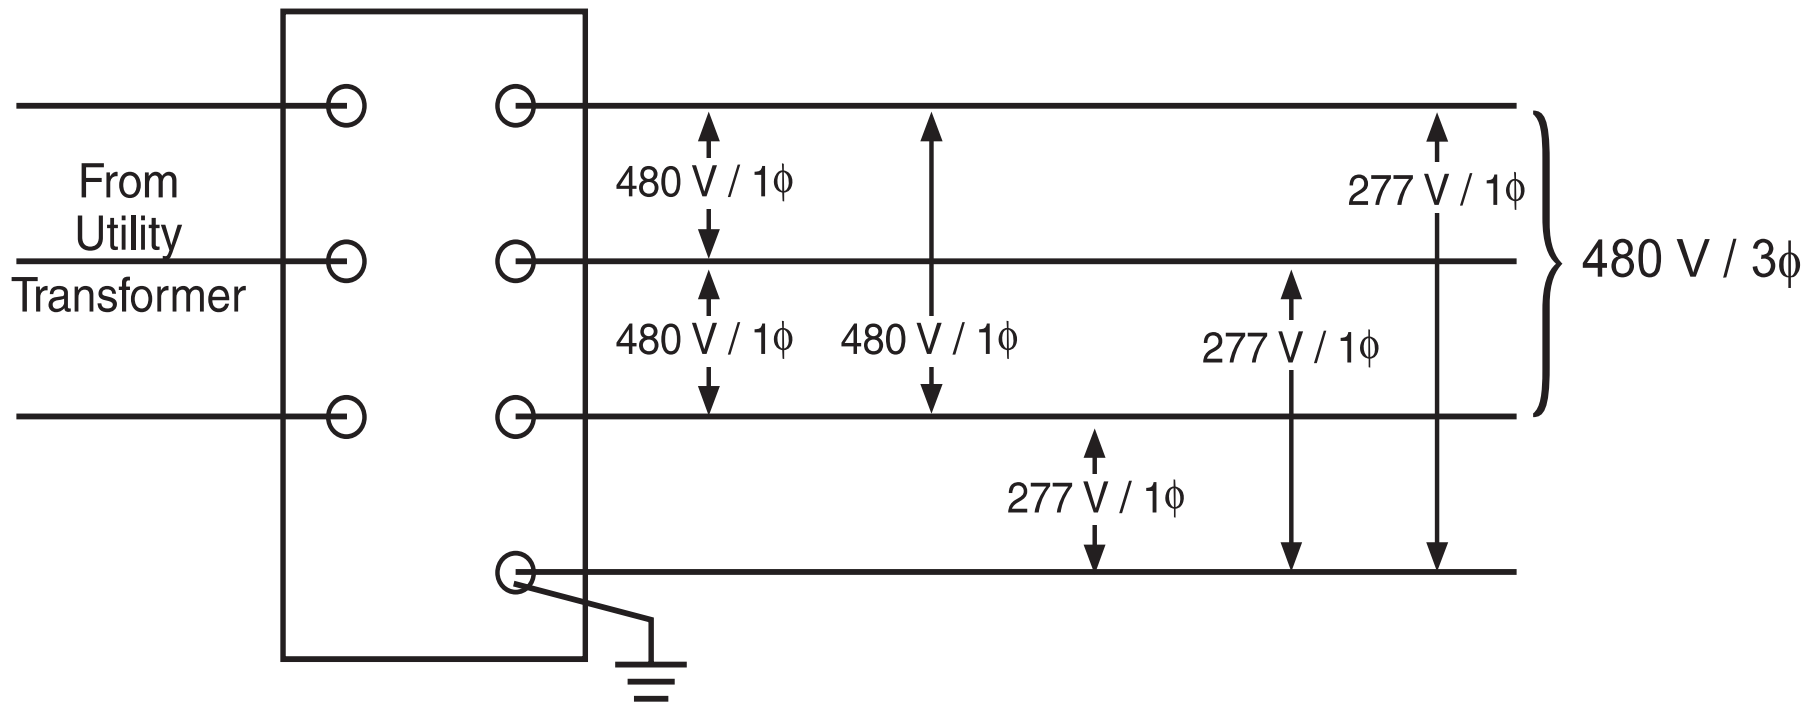 From
Utility
Transformer
480 V / 1ϕ
277 V / 1ϕ
480 V / 3ϕ
480 V / 1ϕ
480 V / 1ϕ
277 V / 1ϕ
277 V / 1ϕ